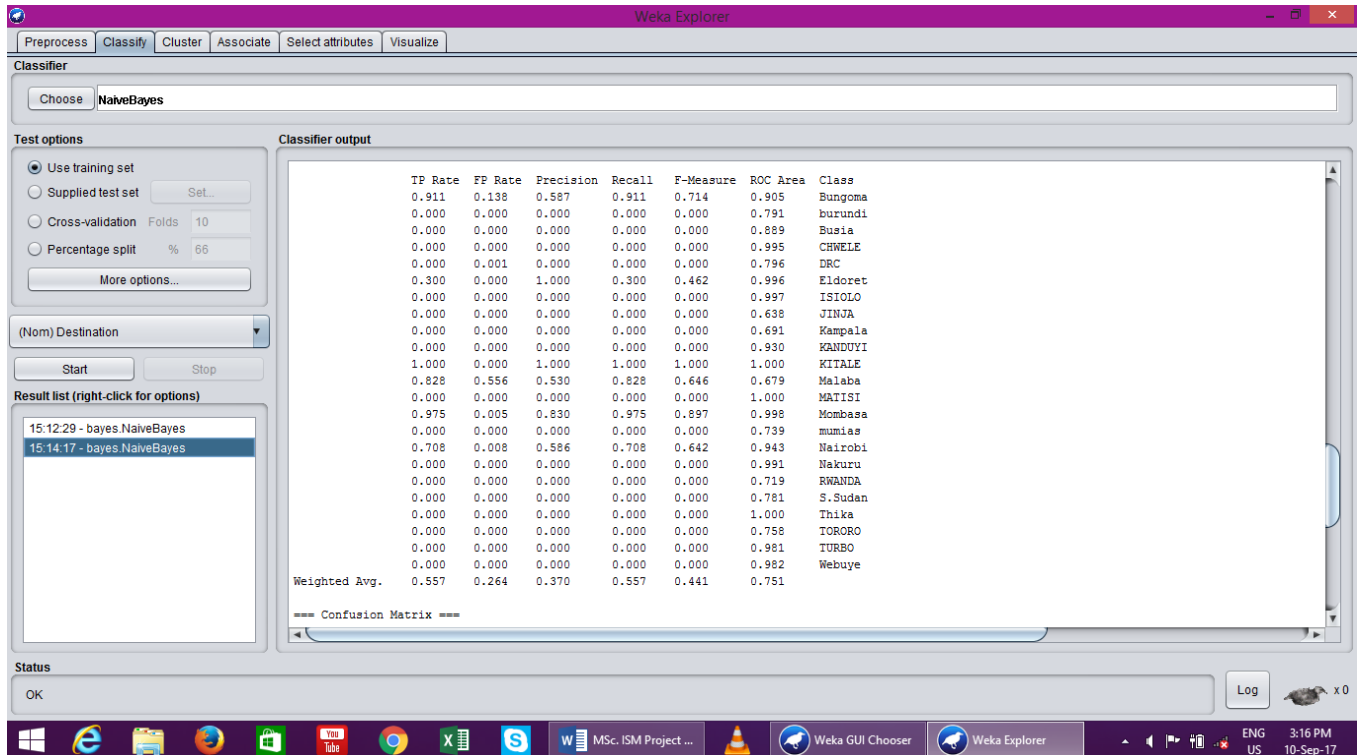 Weka Explorer
Preprocess Classify Cluster Associate Select attributes Visualize
Classifier
Choose NaiveBayes
Test options
Use training set
Supplied test set Set...
Cross-validation Folds 10
Percentage split % 66
More options...
(Nom) Destination
Start Stop
Result list (right-click for options)
15:12:29 - bayes.NaiveBayes
15:14:17 - bayes.NaiveBayes
Classifier output
TP Rate FP Rate Precision Recall F-Measure ROC Area Class
0.911 0.138 0.587 0.911 0.714 0.905 Bungoma
0.000 0.000 0.000 0.000 0.000 0.791 burundi
0.000 0.000 0.000 0.000 0.000 0.889 Busia
0.000 0.000 0.000 0.000 0.000 0.995 CHWELE
0.000 0.001 0.000 0.000 0.000 0.796 DRC
0.300 0.000 1.000 0.300 0.462 0.996 Eldoret
0.000 0.000 0.000 0.000 0.000 0.997 ISIOLO
0.000 0.000 0.000 0.000 0.000 0.638 JINJA
0.000 0.000 0.000 0.000 0.000 0.691 Kampala
0.000 0.000 0.000 0.000 0.000 0.930 KANDUYI
1.000 0.000 1.000 1.000 1.000 1.000 KITALE
0.828 0.556 0.530 0.828 0.646 0.679 Malaba
0.000 0.000 0.000 0.000 0.000 1.000 MATISI
0.975 0.005 0.830 0.975 0.897 0.998 Mombasa
0.000 0.000 0.000 0.000 0.000 0.739 mumias
0.708 0.008 0.586 0.708 0.642 0.943 Nairobi
0.000 0.000 0.000 0.000 0.000 0.991 Nakuru
0.000 0.000 0.000 0.000 0.000 0.719 RWANDA
0.000 0.000 0.000 0.000 0.000 0.781 S.Sudan
0.000 0.000 0.000 0.000 0.000 1.000 Thika
0.000 0.000 0.000 0.000 0.000 0.758 TORORO
0.000 0.000 0.000 0.000 0.000 0.981 TURBO
0.000 0.000 0.000 0.000 0.000 0.982 Webuye
Weighted Avg. 0.557 0.264 0.370 0.557 0.441 0.751
=== Confusion Matrix ===
Status
OK
Log x 0
You Tube
MSc. ISM Project ...
Weka GUI Chooser
Weka Explorer
ENG US
3:16 PM
10-Sep-17